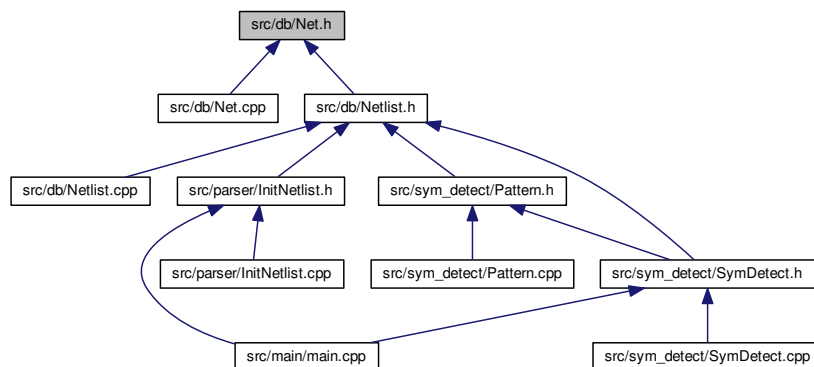 src/db/Net.h
src/db/Net.cpp
src/db/Netlist.h
src/db/Netlist.cpp
src/parser/InitNetlist.h
src/sym_detect/Pattern.h
src/parser/InitNetlist.cpp
src/sym_detect/Pattern.cpp
src/sym_detect/SymDetect.h
src/main/main.cpp
src/sym_detect/SymDetect.cpp